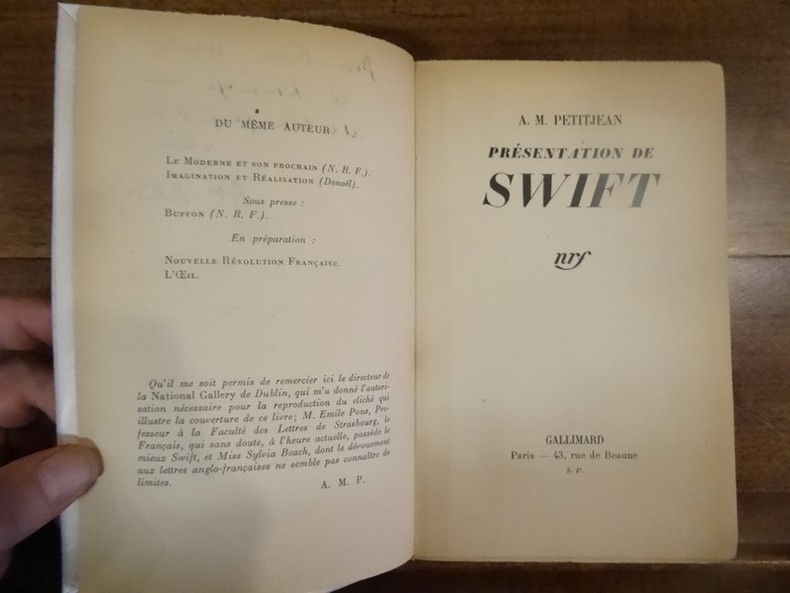 DU MÊME AUTEUR
LE MODERNE ET SON PROCHAIN (N. R. F.).
IMAGINATION ET RÉALISATION (Denoël).
Sous presse :
BUFFON (N. R. F.).
En préparation :
NOUVELLE RÉVOLUTION FRANÇAISE.
L'ŒIL.
Qu'il me soit permis de remercier ici le directeur de
la National Gallery de Dublin, qui m'a donné l'autori-
sation nécessaire pour la reproduction du cliché qui
illustre la couverture de ce livre; M. Emile Pons, Pro-
fesseur à la Faculté des Lettres de Strasbourg, le
Français, qui sans doute, à l'heure actuelle, possède le
mieux Swift, et Miss Sylvia Beach, dont le dévouement
aux lettres anglo-françaises ne semble pas connaître de
limites.
A. M. P.
A. M. PETITJEAN
PRÉSENTATION DE
SWIFT
nrf
GALLIMARD
Paris — 43, rue de Beaune
S. P.